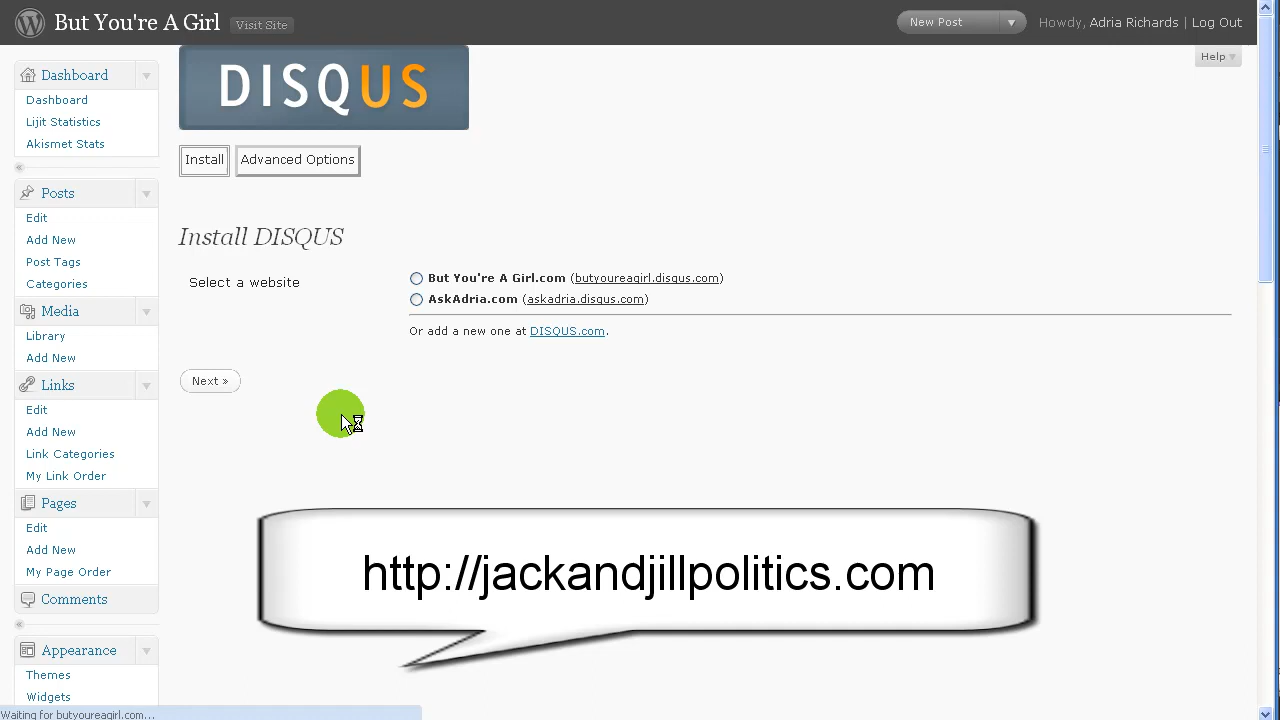 But You're A Girl
Visit Site
New Post
Howdy, Adria Richards | Log Out
Help
Dashboard
Dashboard
Lijit Statistics
Akismet Stats
Posts
Edit
Add New
Post Tags
Categories
Media
Library
Add New
Links
Edit
Add New
Link Categories
My Link Order
Pages
Edit
Add New
My Page Order
Comments
Appearance
Themes
Widgets
DISQUS
Install
Advanced Options
Install DISQUS
Select a website
But You're A Girl.com (butyoureagirl.disqus.com)
AskAdria.com (askadria.disqus.com)
Or add a new one at DISQUS.com.
Next »
http://jackandjillpolitics.com
Waiting for butyoureagirl.com...